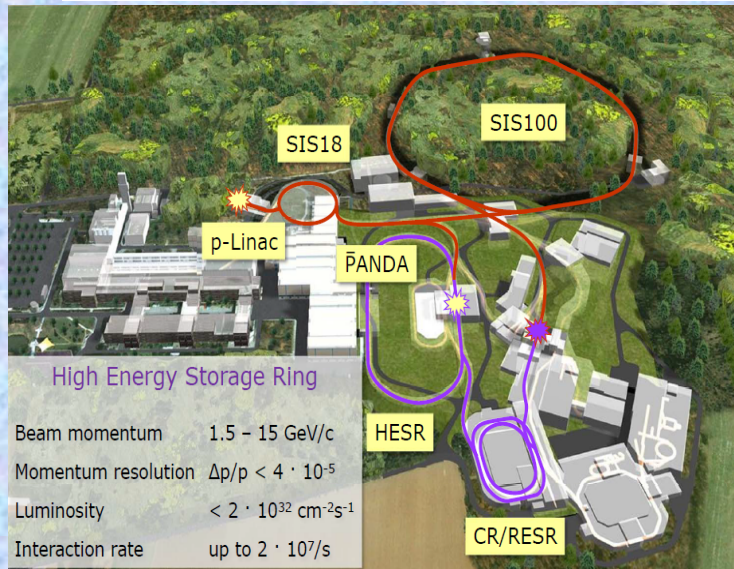 SIS100
SIS18
p-Linac
P̄ANDA
High Energy Storage Ring
Beam momentum 1.5 – 15 GeV/c
Momentum resolution Δp/p < 4 · 10⁻⁵
Luminosity < 2 · 10³² cm⁻²s⁻¹
Interaction rate up to 2 · 10⁷/s
HESR
CR/RESR